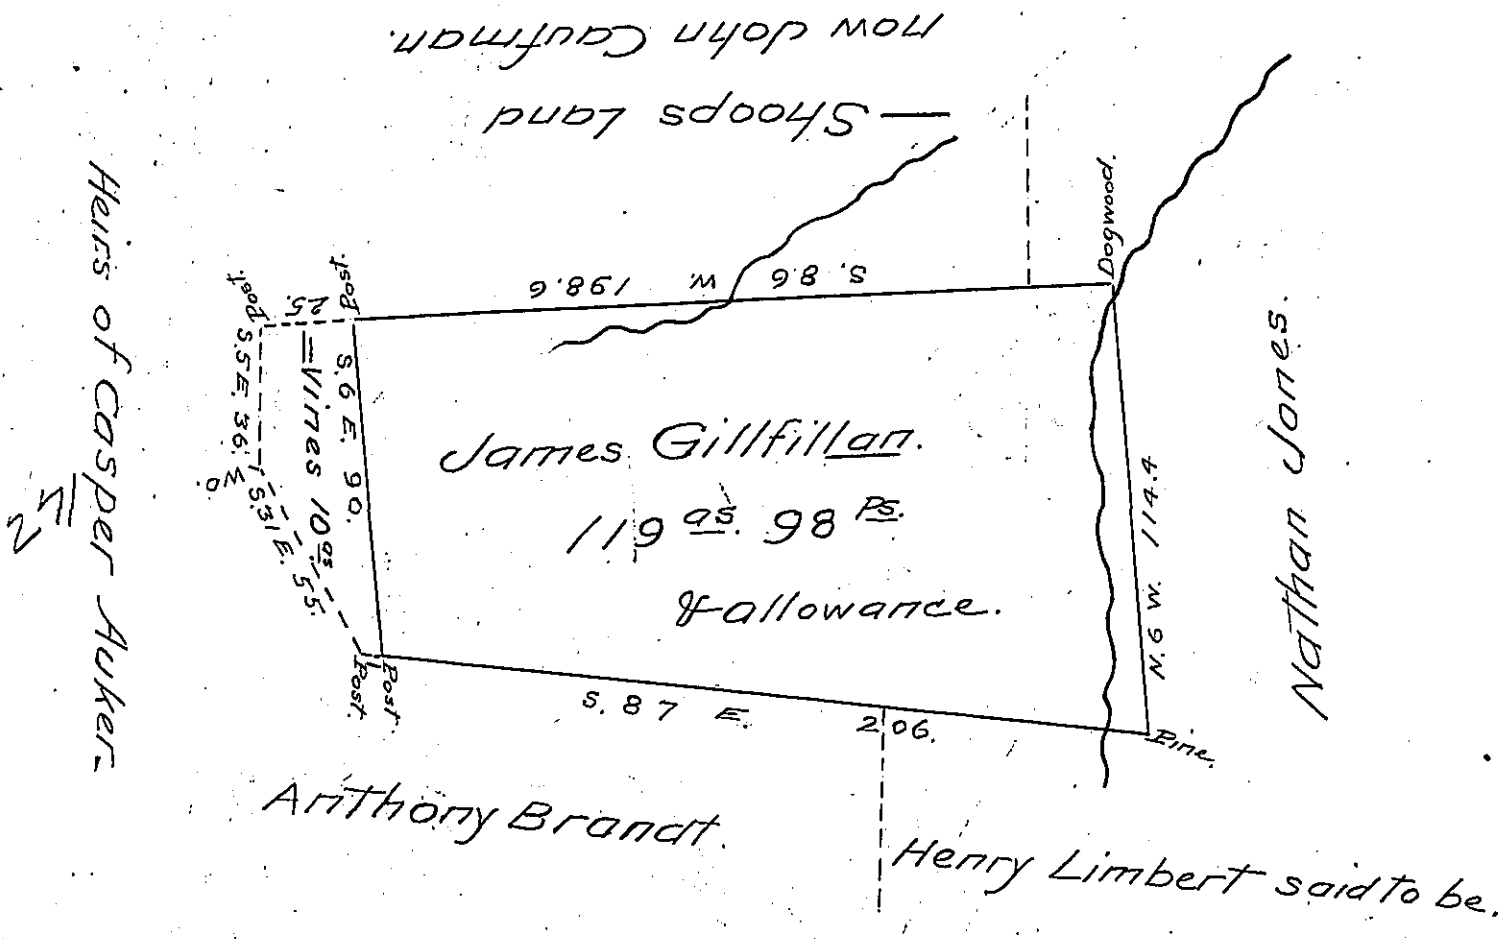 — Shoops Land
now John Caufman.
Heirs of Casper Auker.
Post.
25.
Post.
S. 86 W 198.6
Dogwood.
S. 5 E. 36.
Wo.
S. 31 E. 55.
=Vines 10 as
S. 6 E. 90.
James Gillfillan.
119 as. 98 Ps.
& allowance.
N. 6 W. 114.4
Nathan Jones.
Post.
1
Post
S. 87 E. 206.
Pine.
Anthony Brandt.
Henry Limbert said to be.